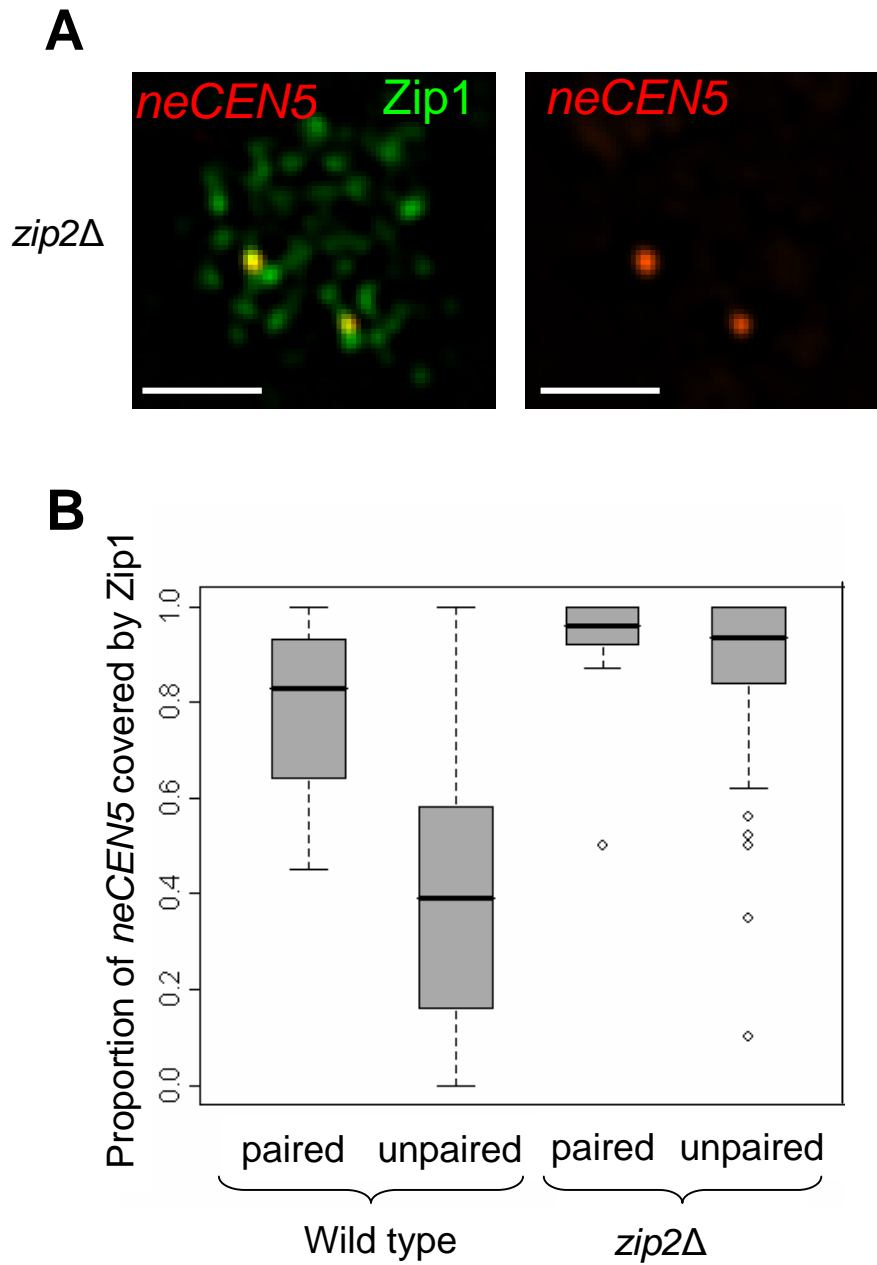 A
neCEN5 Zip1
neCEN5
zip2Δ
B
Proportion of neCEN5 covered by Zip1
1.0
0.8
0.6
0.4
0.2
0.0
paired unpaired paired unpaired
Wild type zip2Δ